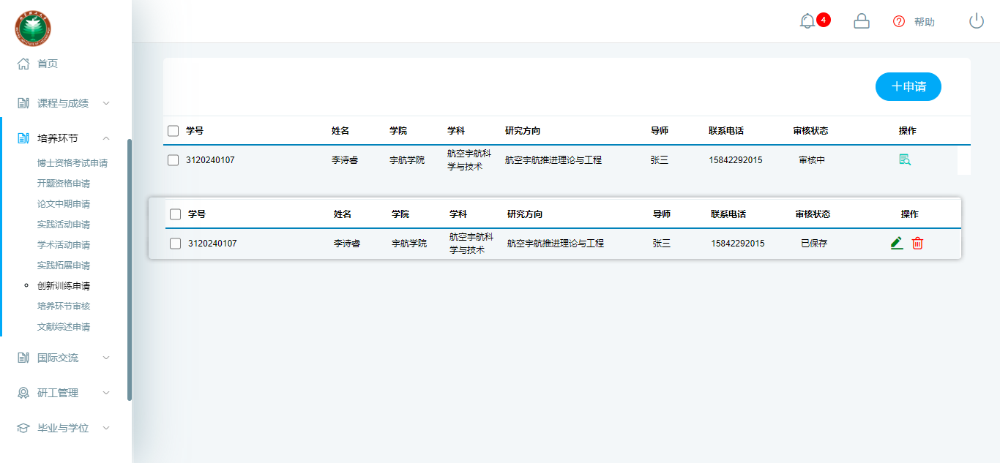 4
帮助
首页
课程与成绩
培养环节
博士资格考试申请
开题资格申请
论文中期申请
实践活动申请
学术活动申请
实践拓展申请
创新训练申请
培养环节审核
文献综述申请
国际交流
研工管理
毕业与学位
十申请
学号 姓名 学院 学科 研究方向 导师 联系电话 审核状态 操作
3120240107 李诗睿 宇航学院 航空宇航科 航空宇航推进理论与工程 张三 15842292015 审核中
学与技术
学号 姓名 学院 学科 研究方向 导师 联系电话 审核状态 操作
3120240107 李诗睿 宇航学院 航空宇航科 航空宇航推进理论与工程 张三 15842292015 已保存
学与技术